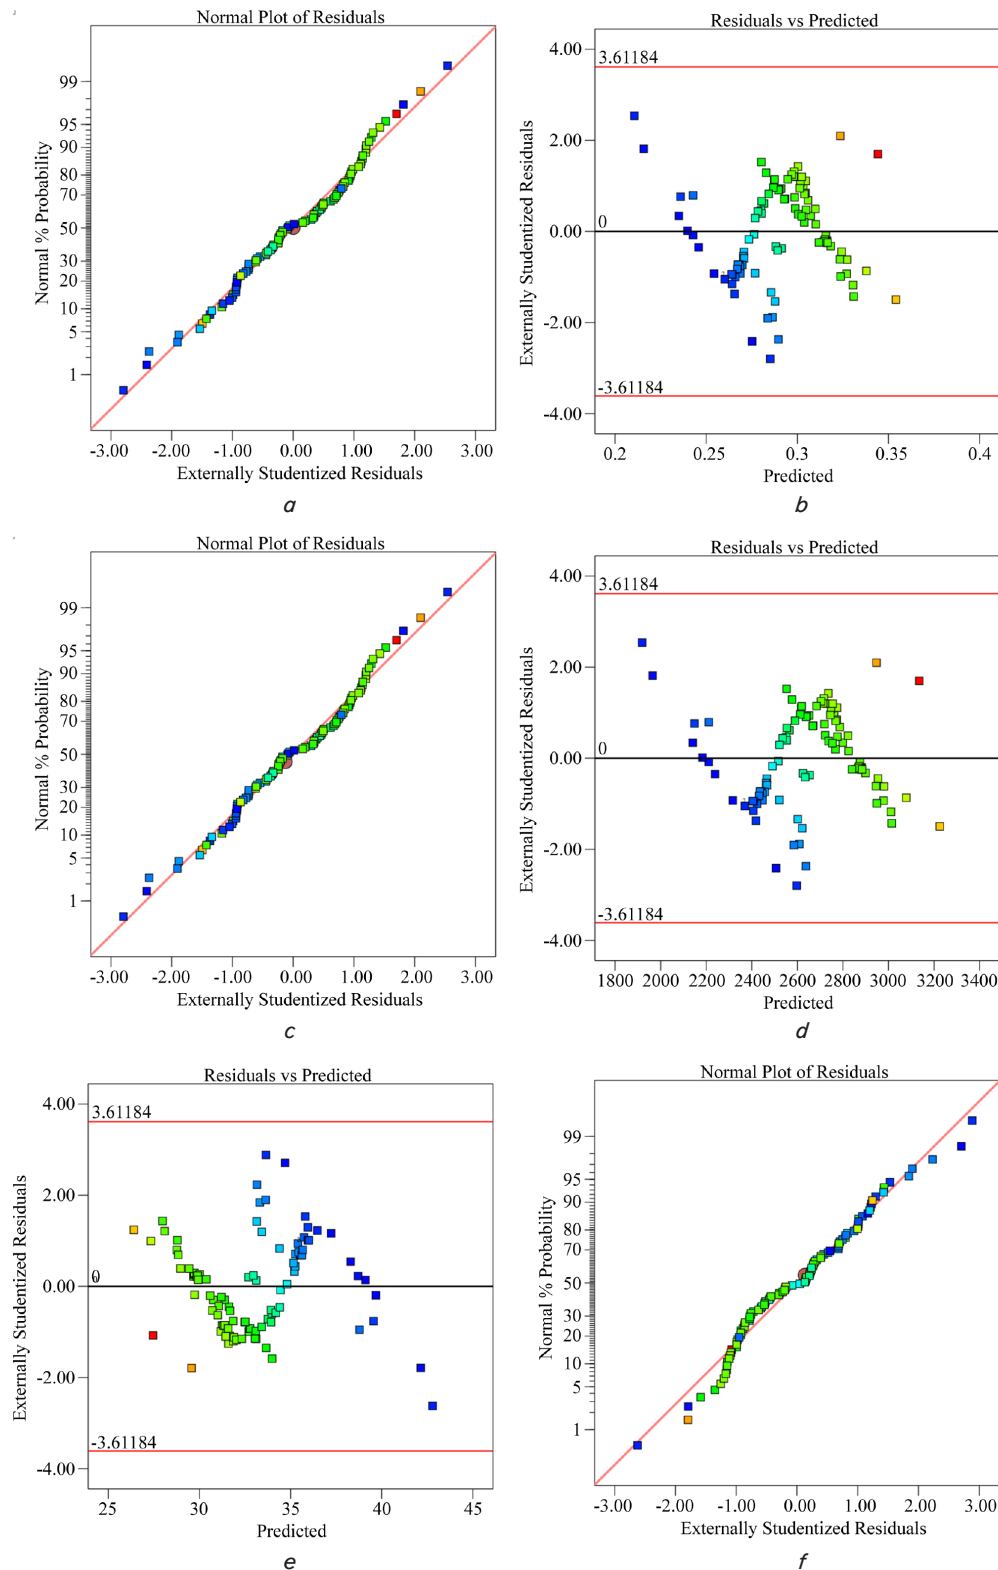 Normal Plot of Residuals
Normal % Probability
99
95
90
80
70
50
30
20
10
5
1
-3.00 -2.00 -1.00 0.00 1.00 2.00 3.00
Externally Studentized Residuals
a
Residuals vs Predicted
Externally Studentized Residuals
4.00
3.61184
2.00
0.00
0
-2.00
-3.61184
-4.00
0.2 0.25 0.3 0.35 0.4
Predicted
b
Normal Plot of Residuals
Normal % Probability
99
95
90
80
70
50
30
20
10
5
1
-3.00 -2.00 -1.00 0.00 1.00 2.00 3.00
Externally Studentized Residuals
c
Residuals vs Predicted
Externally Studentized Residuals
4.00
3.61184
2.00
0.00
0
-2.00
-3.61184
-4.00
1800 2000 2200 2400 2600 2800 3000 3200 3400
Predicted
d
Residuals vs Predicted
Externally Studentized Residuals
4.00
3.61184
2.00
0.00
0
-2.00
-3.61184
-4.00
25 30 35 40 45
Predicted
e
Normal Plot of Residuals
Normal % Probability
99
95
90
80
70
50
30
20
10
5
1
-3.00 -2.00 -1.00 0.00 1.00 2.00 3.00
Externally Studentized Residuals
f